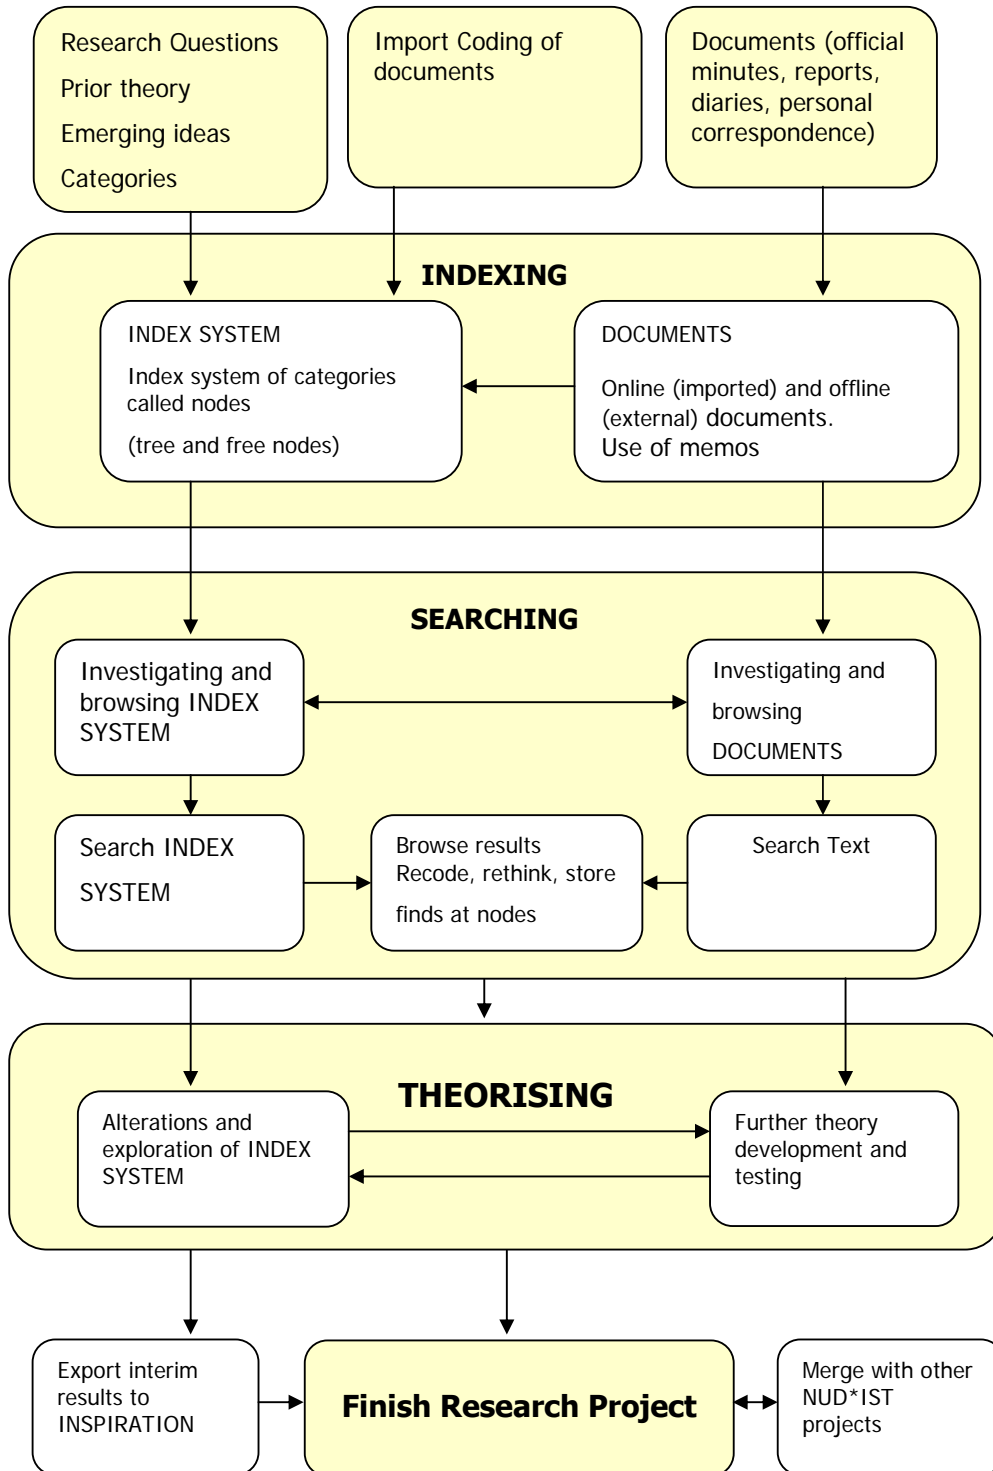 Research Questions
Prior theory
Emerging ideas
Categories
Import Coding of
documents
Documents (official
minutes, reports,
diaries, personal
correspondence)
INDEXING
INDEX SYSTEM
Index system of categories
called nodes
(tree and free nodes)
DOCUMENTS
Online (imported) and offline
(external) documents.
Use of memos
SEARCHING
Investigating and
browsing INDEX
SYSTEM
Investigating and
browsing
DOCUMENTS
Search INDEX
SYSTEM
Browse results
Recode, rethink, store
finds at nodes
Search Text
THEORISING
Alterations and
exploration of INDEX
SYSTEM
Further theory
development and
testing
Export interim
results to
INSPIRATION
Finish Research Project
Merge with other
NUD*IST
projects